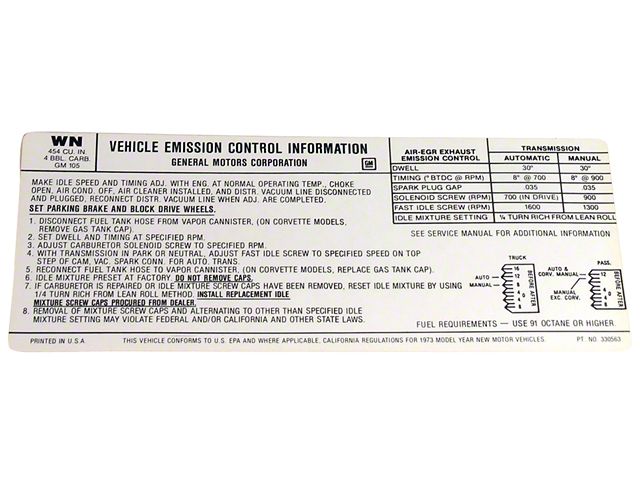 WN
454 CU. IN.
4 BBL. CARB.
GM 105
VEHICLE EMISSION CONTROL INFORMATION
GENERAL MOTORS CORPORATION
GM
MAKE IDLE SPEED AND TIMING ADJ. WITH ENG. AT NORMAL OPERATING TEMP., CHOKE
OPEN, AIR COND. OFF, AIR CLEANER INSTALLED, AND DISTR. VACUUM LINE DISCONNECTED
AND PLUGGED, RECONNECT DISTR. VACUUM LINE WHEN ADJ. ARE COMPLETED.
SET PARKING BRAKE AND BLOCK DRIVE WHEELS.
1. DISCONNECT FUEL TANK HOSE FROM VAPOR CANNISTER, (ON CORVETTE MODELS,
REMOVE GAS TANK CAP).
2. SET DWELL AND TIMING AT SPECIFIED RPM.
3. ADJUST CARBURETOR SOLENOID SCREW TO SPECIFIED RPM.
4. WITH TRANSMISSION IN PARK OR NEUTRAL, ADJUST FAST IDLE SCREW TO SPECIFIED SPEED ON TOP
STEP OF CAM, VAC. SPARK CONN. FOR AUTO. TRANS.
5. RECONNECT FUEL TANK HOSE TO VAPOR CANNISTER. (ON CORVETTE MODELS, REPLACE GAS TANK CAP).
6. IDLE MIXTURE PRESET AT FACTORY. DO NOT REMOVE CAPS.
7. IF CARBURETOR IS REPAIRED OR IDLE MIXTURE SCREW CAPS HAVE BEEN REMOVED, RESET IDLE MIXTURE BY USING
1/4 TURN RICH FROM LEAN ROLL METHOD. INSTALL REPLACEMENT IDLE
MIXTURE SCREW CAPS PROCURED FROM DEALER.
8. REMOVAL OF MIXTURE SCREW CAPS AND ALTERNATING TO OTHER THAN SPECIFIED IDLE
MIXTURE SETTING MAY VIOLATE FEDERAL AND/OR CALIFORNIA AND OTHER STATE LAWS.
AIR-EGR EXHAUST EMISSION CONTROL TRANSMISSION
AUTOMATIC MANUAL
DWELL 30° 30°
TIMING (°BTDC @ RPM) 8° @ 700 8° @ 900
SPARK PLUG GAP .035 .035
SOLENOID SCREW (RPM) 700 (IN DRIVE) 900
FAST IDLE SCREW (RPM) 1600 1300
IDLE MIXTURE SETTING ¼ TURN RICH FROM LEAN ROLL
SEE SERVICE MANUAL FOR ADDITIONAL INFORMATION
TRUCK
AUTO
MANUAL
BEFORE AFTER
PASS.
AUTO &
CORV. MANUAL
MANUAL
EXC. CORV.
12
8
4
0
BEFORE AFTER
FUEL REQUIREMENTS — USE 91 OCTANE OR HIGHER
PRINTED IN U.S.A THIS VEHICLE CONFORMS TO U.S. EPA AND WHERE APPLICABLE, CALIFORNIA REGULATIONS FOR 1973 MODEL YEAR NEW MOTOR VEHICLES. PT. NO 330563